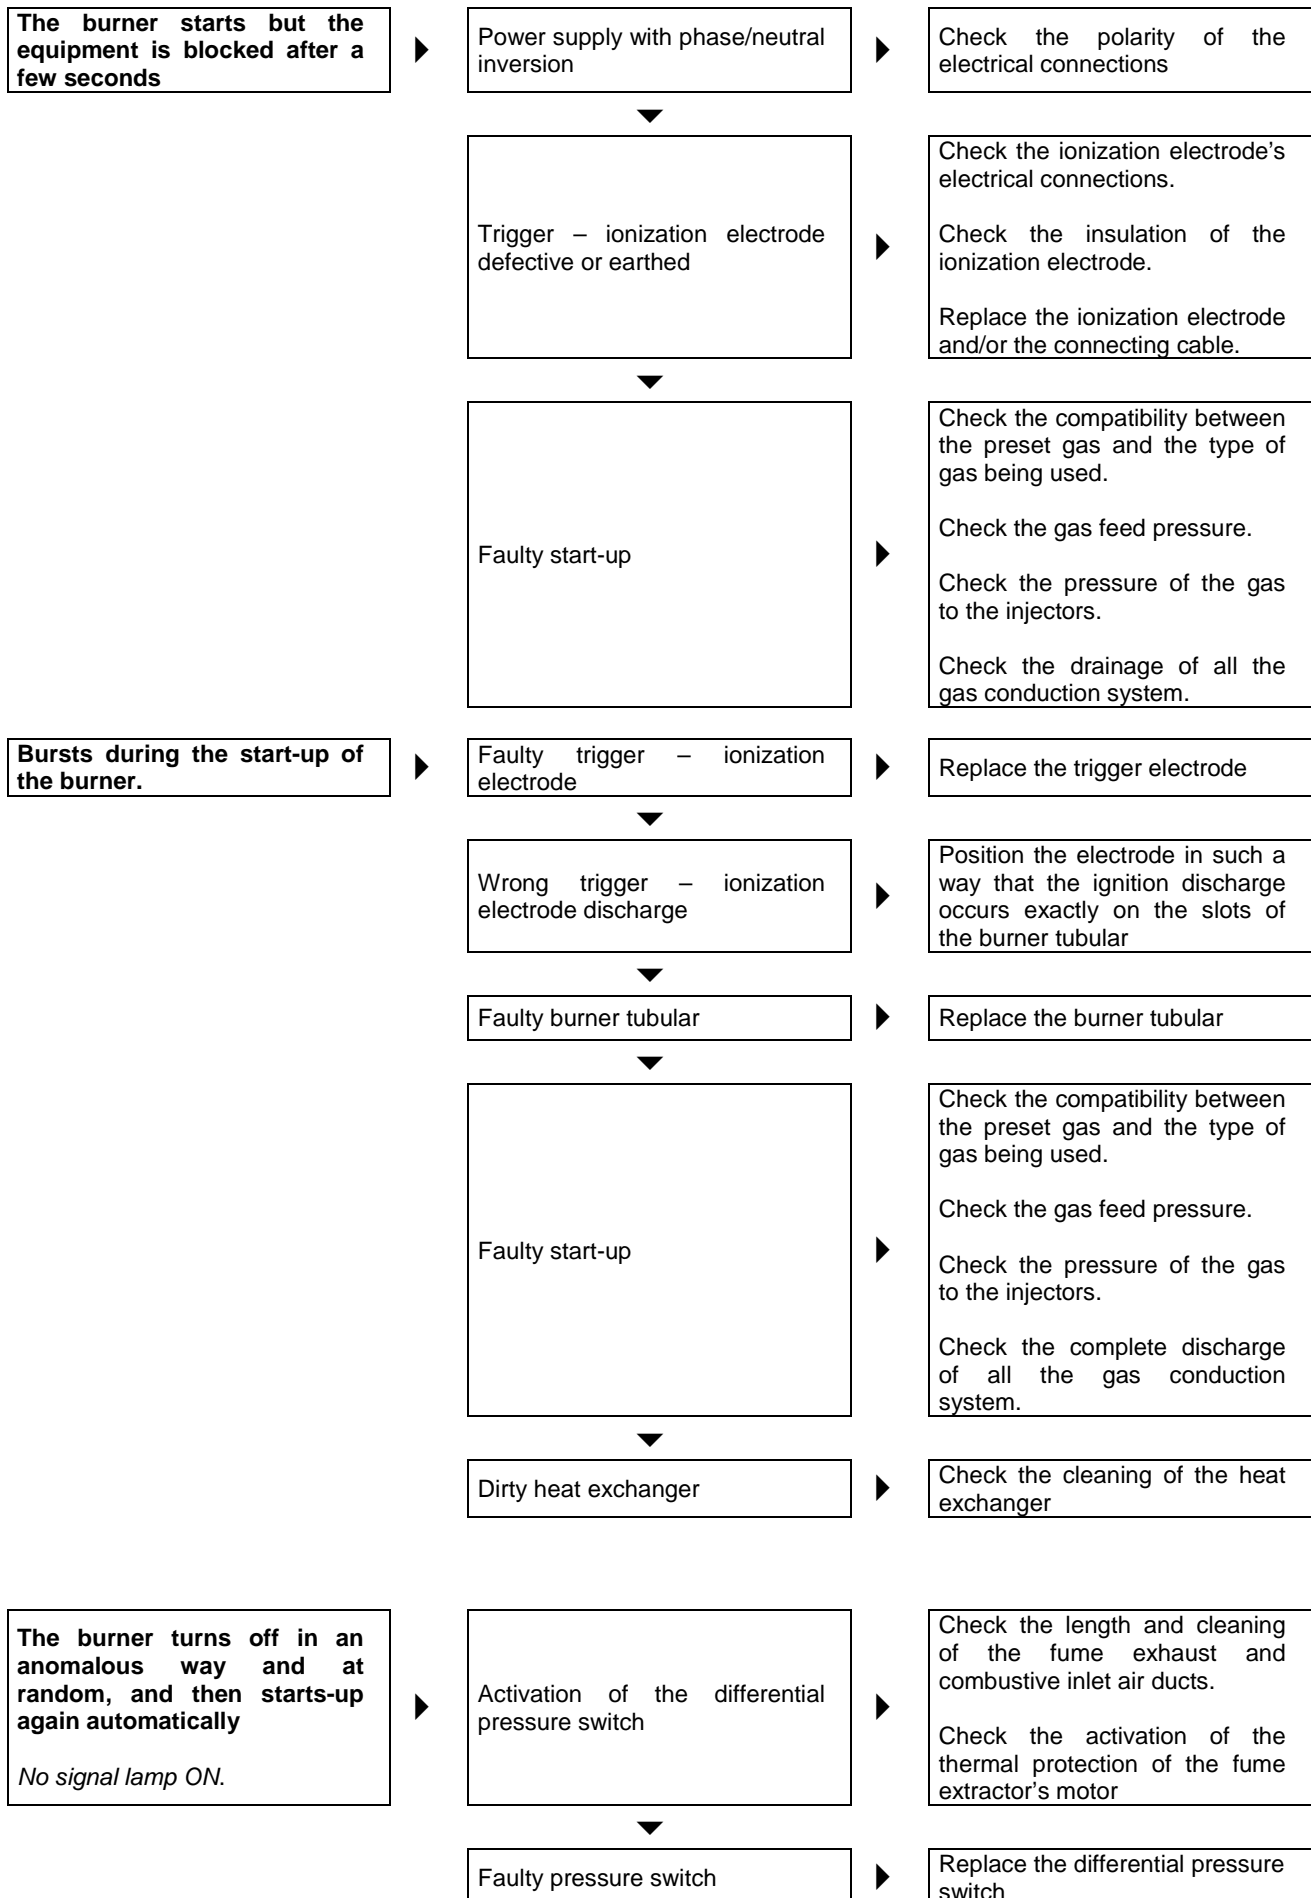 The burner starts but the
equipment is blocked after a
few seconds
Power supply with phase/neutral
inversion
Check the polarity of the
electrical connections
Trigger – ionization electrode
defective or earthed
Check the ionization electrode's
electrical connections.
Check the insulation of the
ionization electrode.
Replace the ionization electrode
and/or the connecting cable.
Faulty start-up
Check the compatibility between
the preset gas and the type of
gas being used.
Check the gas feed pressure.
Check the pressure of the gas
to the injectors.
Check the drainage of all the
gas conduction system.
Bursts during the start-up of
the burner.
Faulty trigger – ionization
electrode
Replace the trigger electrode
Wrong trigger – ionization
electrode discharge
Position the electrode in such a
way that the ignition discharge
occurs exactly on the slots of
the burner tubular
Faulty burner tubular
Replace the burner tubular
Faulty start-up
Check the compatibility between
the preset gas and the type of
gas being used.
Check the gas feed pressure.
Check the pressure of the gas
to the injectors.
Check the complete discharge
of all the gas conduction
system.
Dirty heat exchanger
Check the cleaning of the heat
exchanger
The burner turns off in an
anomalous way and at
random, and then starts-up
again automatically
No signal lamp ON.
Activation of the differential
pressure switch
Check the length and cleaning
of the fume exhaust and
combustive inlet air ducts.
Check the activation of the
thermal protection of the fume
extractor's motor
Faulty pressure switch
Replace the differential pressure
switch